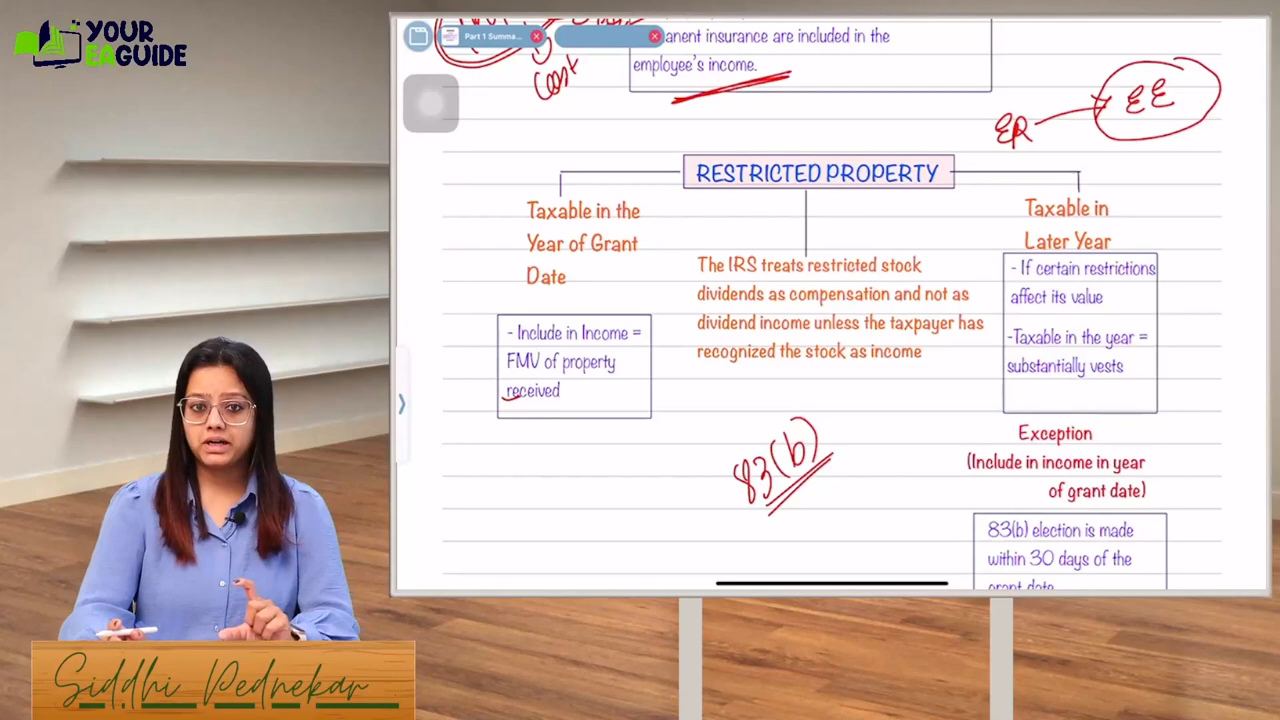 YOUR
EAGUIDE
Part 1 Summa...
anent insurance are included in the
employee's income.
Cost
ER
EE
RESTRICTED PROPERTY
Taxable in the
Year of Grant
Date
- Include in Income =
FMV of property
received
The IRS treats restricted stock
dividends as compensation and not as
dividend income unless the taxpayer has
recognized the stock as income
83(b)
Taxable in
Later Year
- If certain restrictions
affect its value
-Taxable in the year =
substantially vests
Exception
(Include in income in year
of grant date)
83(b) election is made
within 30 days of the
grant date
Siddhi Pednekar